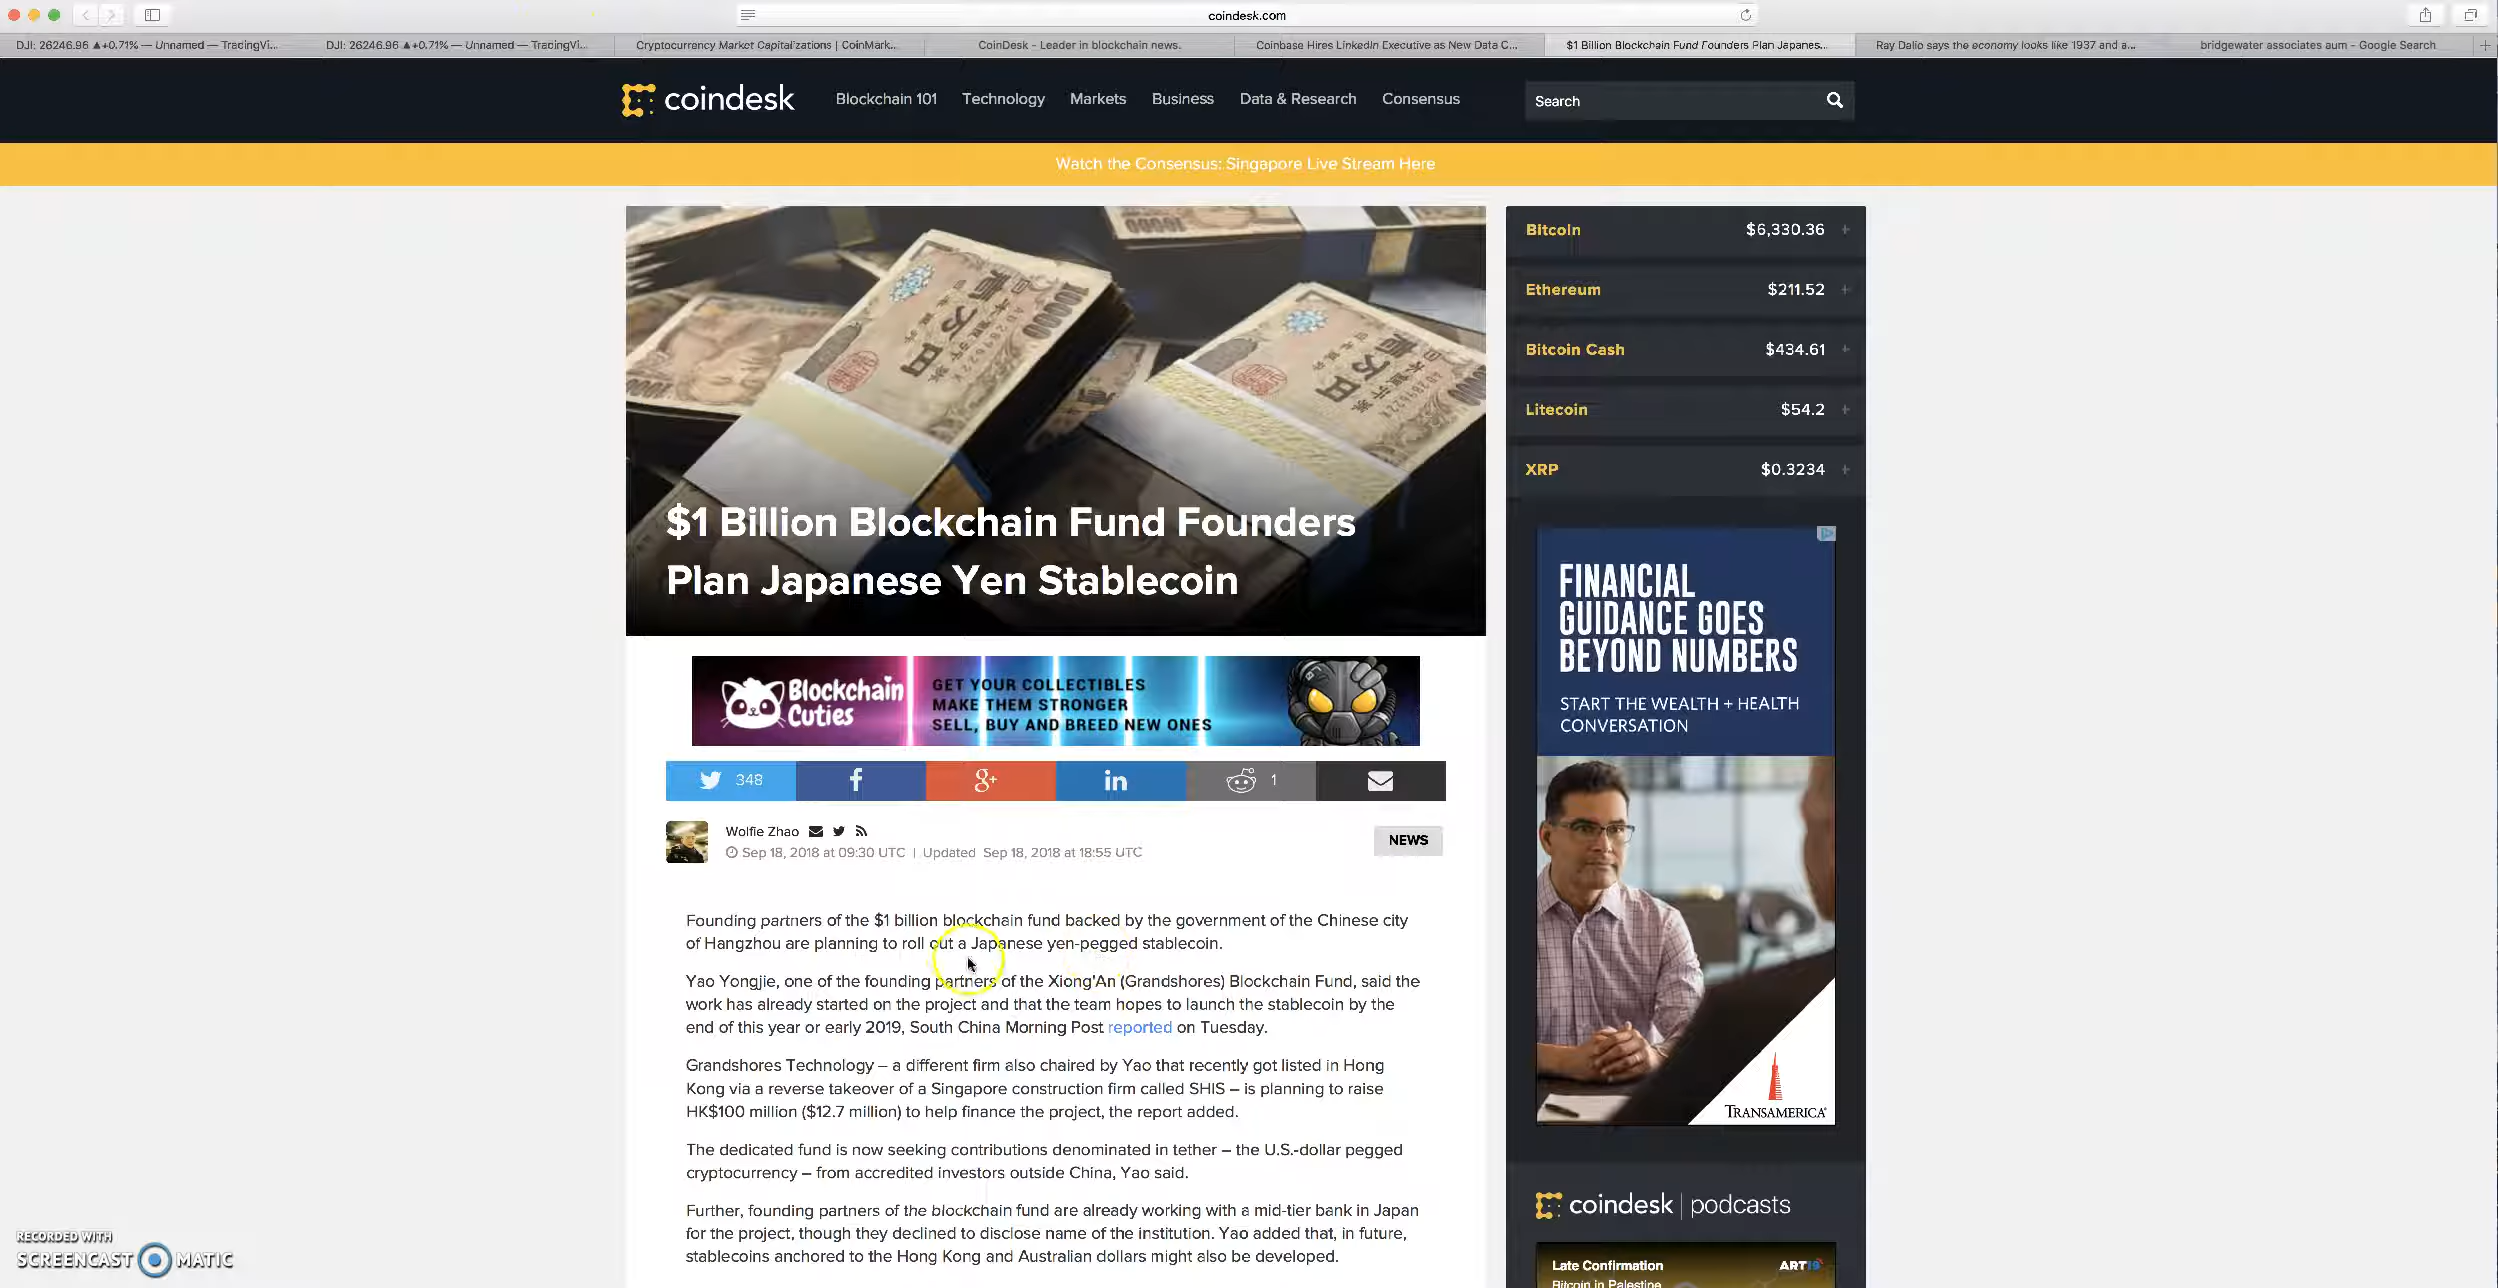 coindesk.com
DJI: 26246.96 ▲+0.71% — Unnamed — TradingVi...
DJI: 26246.96 ▲+0.71% — Unnamed — TradingVi...
Cryptocurrency Market Capitalizations | CoinMark...
CoinDesk - Leader in blockchain news.
Coinbase Hires LinkedIn Executive as New Data C...
$1 Billion Blockchain Fund Founders Plan Japanes...
Ray Dalio says the economy looks like 1937 and a...
bridgewater associates aum - Google Search
coindesk
Blockchain 101
Technology
Markets
Business
Data & Research
Consensus
Search
Watch the Consensus: Singapore Live Stream Here
$1 Billion Blockchain Fund Founders
Plan Japanese Yen Stablecoin
Blockchain
Cuties
GET YOUR COLLECTIBLES
MAKE THEM STRONGER
SELL, BUY AND BREED NEW ONES
348
1
Wolfie Zhao
Sep 18, 2018 at 09:30 UTC | Updated Sep 18, 2018 at 18:55 UTC
NEWS
Founding partners of the $1 billion blockchain fund backed by the government of the Chinese city
of Hangzhou are planning to roll out a Japanese yen-pegged stablecoin.
Yao Yongjie, one of the founding partners of the Xiong'An (Grandshores) Blockchain Fund, said the
work has already started on the project and that the team hopes to launch the stablecoin by the
end of this year or early 2019, South China Morning Post reported on Tuesday.
Grandshores Technology – a different firm also chaired by Yao that recently got listed in Hong
Kong via a reverse takeover of a Singapore construction firm called SHIS – is planning to raise
HK$100 million ($12.7 million) to help finance the project, the report added.
The dedicated fund is now seeking contributions denominated in tether – the U.S.-dollar pegged
cryptocurrency – from accredited investors outside China, Yao said.
Further, founding partners of the blockchain fund are already working with a mid-tier bank in Japan
for the project, though they declined to disclose name of the institution. Yao added that, in future,
stablecoins anchored to the Hong Kong and Australian dollars might also be developed.
Bitcoin $6,330.36 +
Ethereum $211.52 +
Bitcoin Cash $434.61 +
Litecoin $54.2 +
XRP $0.3234 +
FINANCIAL
GUIDANCE GOES
BEYOND NUMBERS
START THE WEALTH + HEALTH
CONVERSATION
TRANSAMERICA
coindesk | podcasts
Late Confirmation
ART19
Bitcoin in Palestine
RECORDED WITH
SCREENCAST MATIC